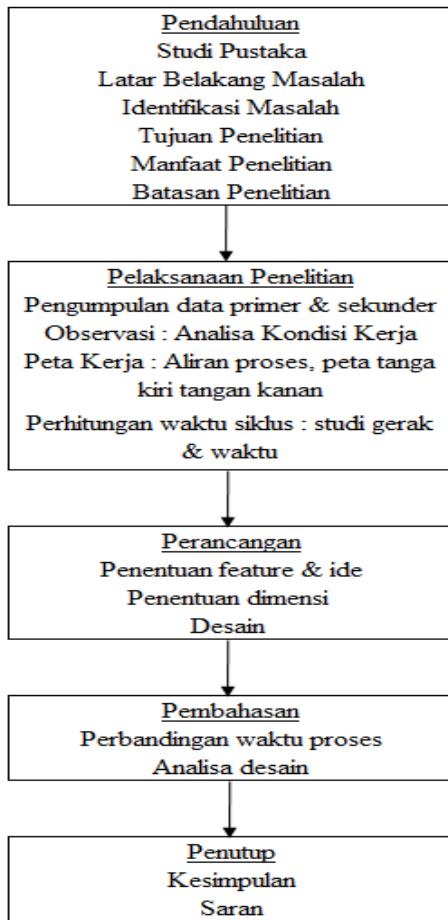 Pendahuluan
Studi Pustaka
Latar Belakang Masalah
Identifikasi Masalah
Tujuan Penelitian
Manfaat Penelitian
Batasan Penelitian
Pelaksanaan Penelitian
Pengumpulan data primer & sekunder
Observasi : Analisa Kondisi Kerja
Peta Kerja : Aliran proses, peta tanga
kiri tangan kanan
Perhitungan waktu siklus : studi gerak
& waktu
Perancangan
Penentuan feature & ide
Penentuan dimensi
Desain
Pembahasan
Perbandingan waktu proses
Analisa desain
Penutup
Kesimpulan
Saran